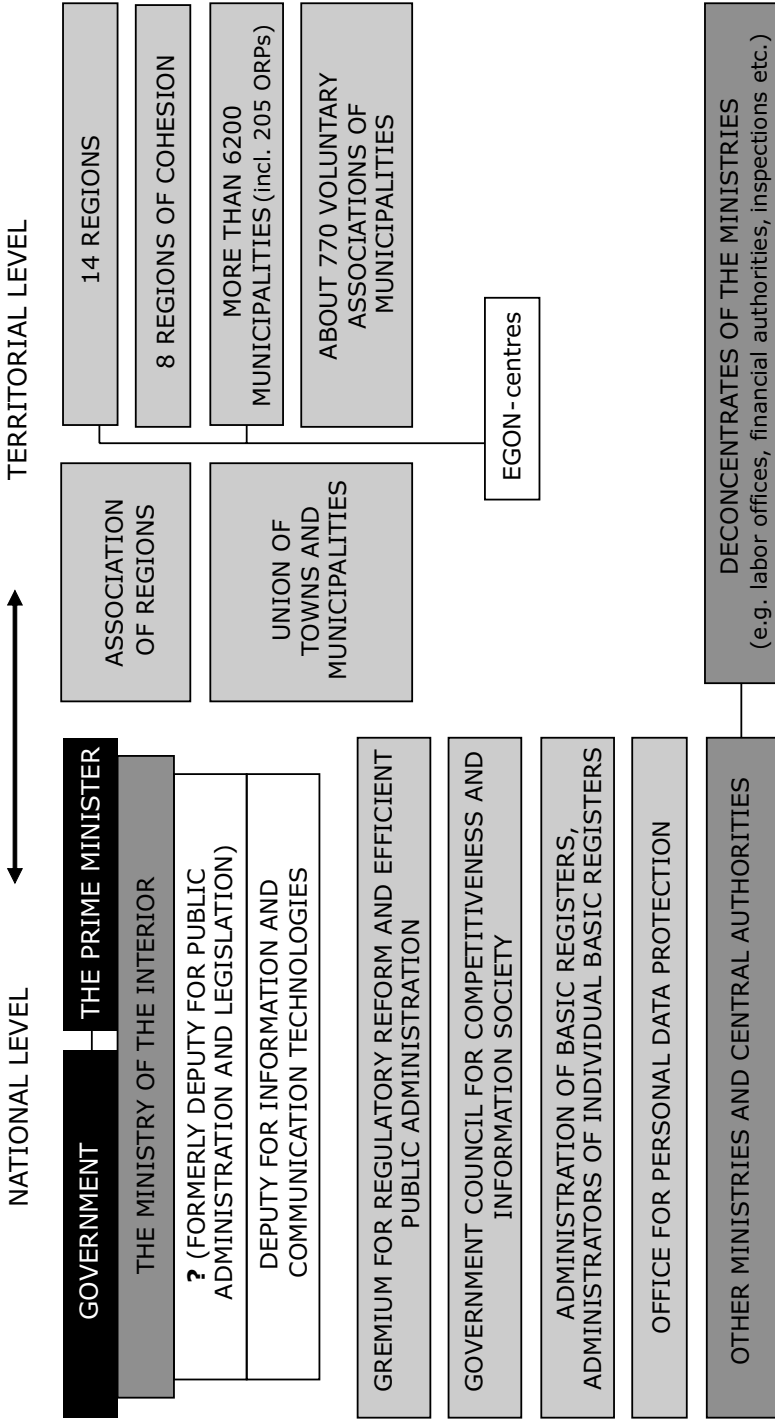 NATIONAL LEVEL
TERRITORIAL LEVEL
GOVERNMENT
THE PRIME MINISTER
THE MINISTRY OF THE INTERIOR
? (FORMERLY DEPUTY FOR PUBLIC
ADMINISTRATION AND LEGISLATION)
DEPUTY FOR INFORMATION AND
COMMUNICATION TECHNOLOGIES
GREMIUM FOR REGULATORY REFORM AND EFFICIENT
PUBLIC ADMINISTRATION
GOVERNMENT COUNCIL FOR COMPETITIVENESS AND
INFORMATION SOCIETY
ADMINISTRATION OF BASIC REGISTERS,
ADMINISTRATORS OF INDIVIDUAL BASIC REGISTERS
OFFICE FOR PERSONAL DATA PROTECTION
OTHER MINISTRIES AND CENTRAL AUTHORITIES
ASSOCIATION
OF REGIONS
UNION OF
TOWNS AND
MUNICIPALITIES
14 REGIONS
8 REGIONS OF COHESION
MORE THAN 6200
MUNICIPALITIES (incl. 205 ORPs)
ABOUT 770 VOLUNTARY
ASSOCIATIONS OF
MUNICIPALITIES
EGON-centres
DECONCENTRATES OF THE MINISTRIES
(e.g. labor offices, financial authorities, inspections etc.)